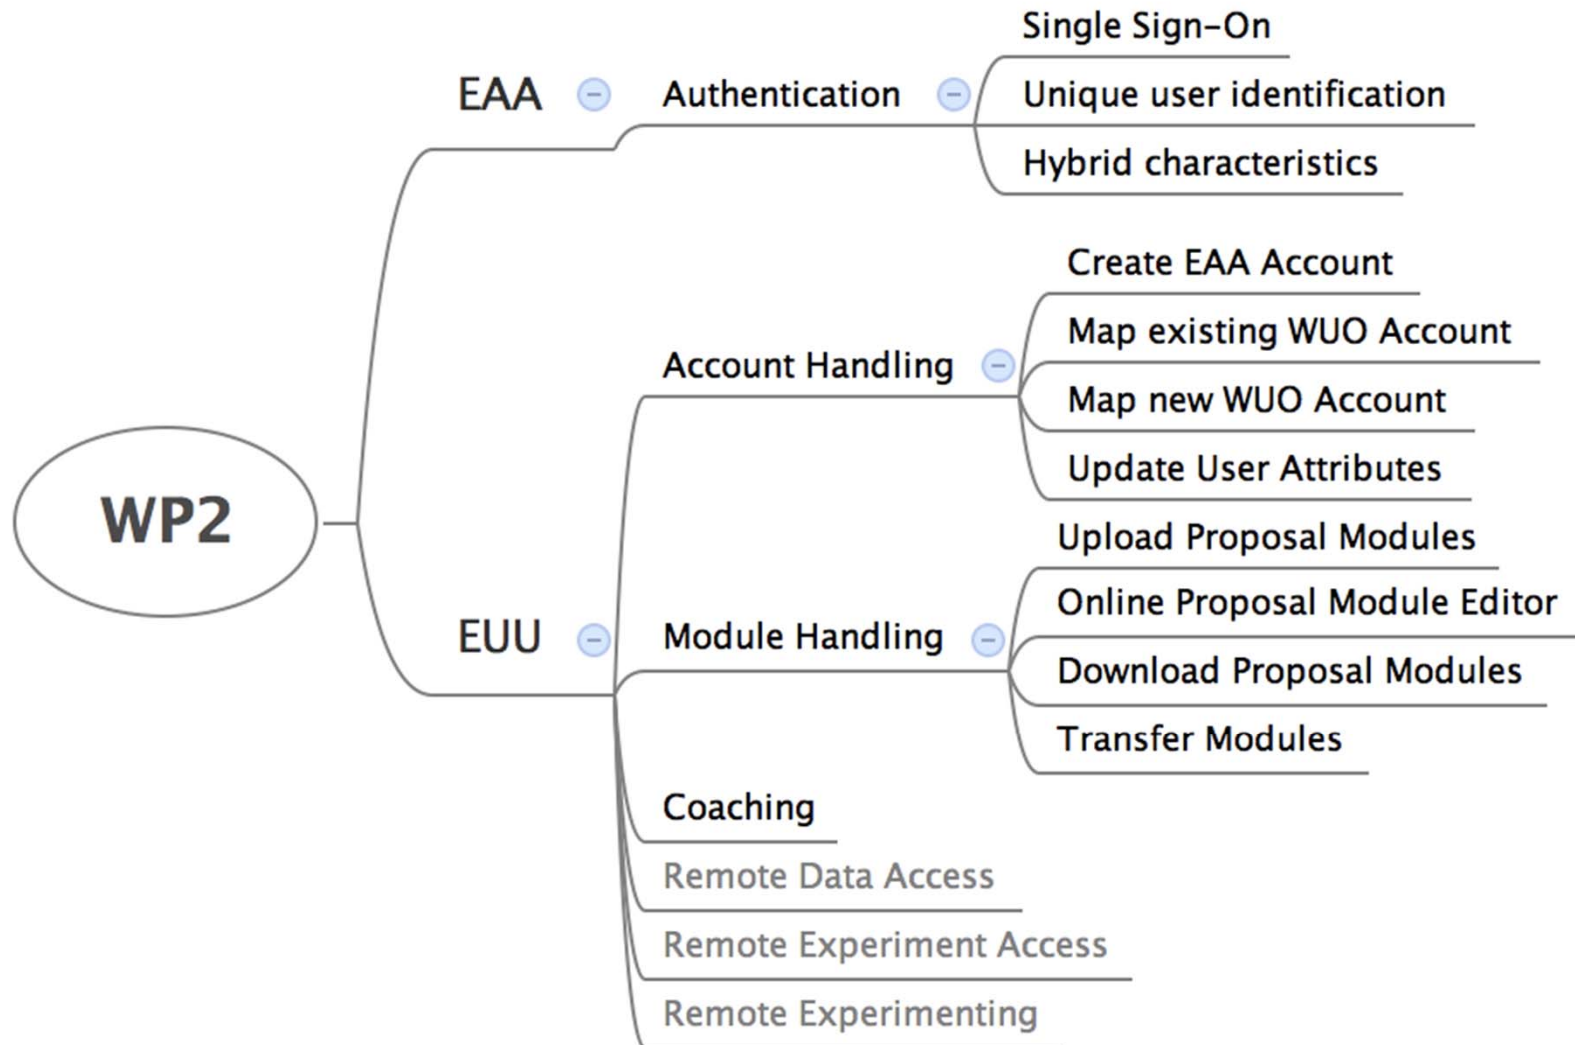 WP2
EAA
Authentication
Single Sign-On
Unique user identification
Hybrid characteristics
EUU
Account Handling
Create EAA Account
Map existing WUO Account
Map new WUO Account
Update User Attributes
Module Handling
Upload Proposal Modules
Online Proposal Module Editor
Download Proposal Modules
Transfer Modules
Coaching
Remote Data Access
Remote Experiment Access
Remote Experimenting